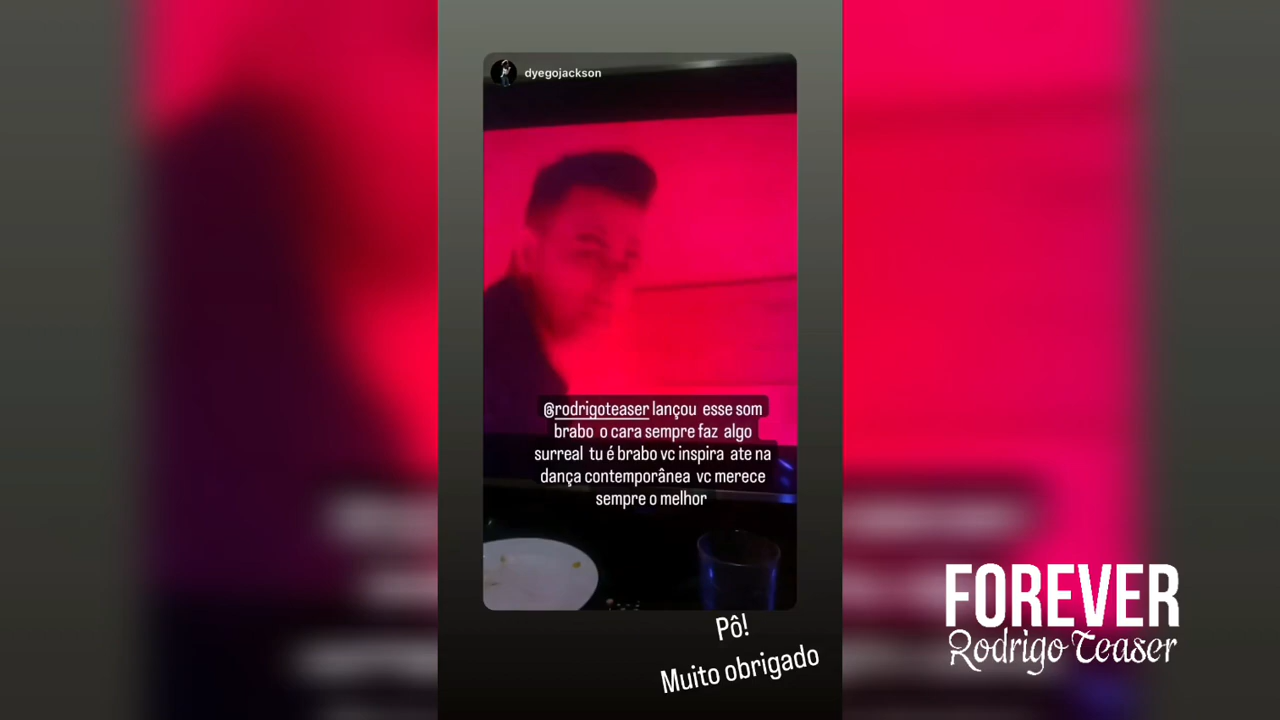 dyegojackson
@rodrigoteaser lançou esse som
brabo o cara sempre faz algo
surreal tu é brabo vc inspira ate na
dança contemporânea vc merece
sempre o melhor
Pô!
Muito obrigado
FOREVER
Rodrigo Teaser